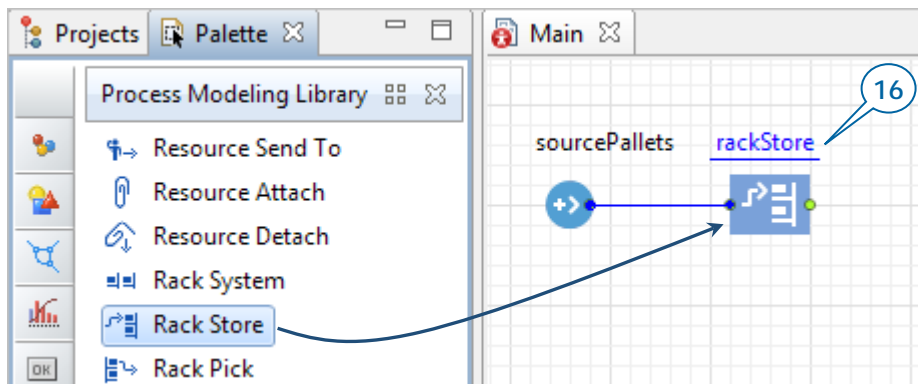 Projects
Palette
Main
Process Modeling Library
16
sourcePallets
rackStore
Resource Send To
Resource Attach
Resource Detach
Rack System
Rack Store
OK
Rack Pick